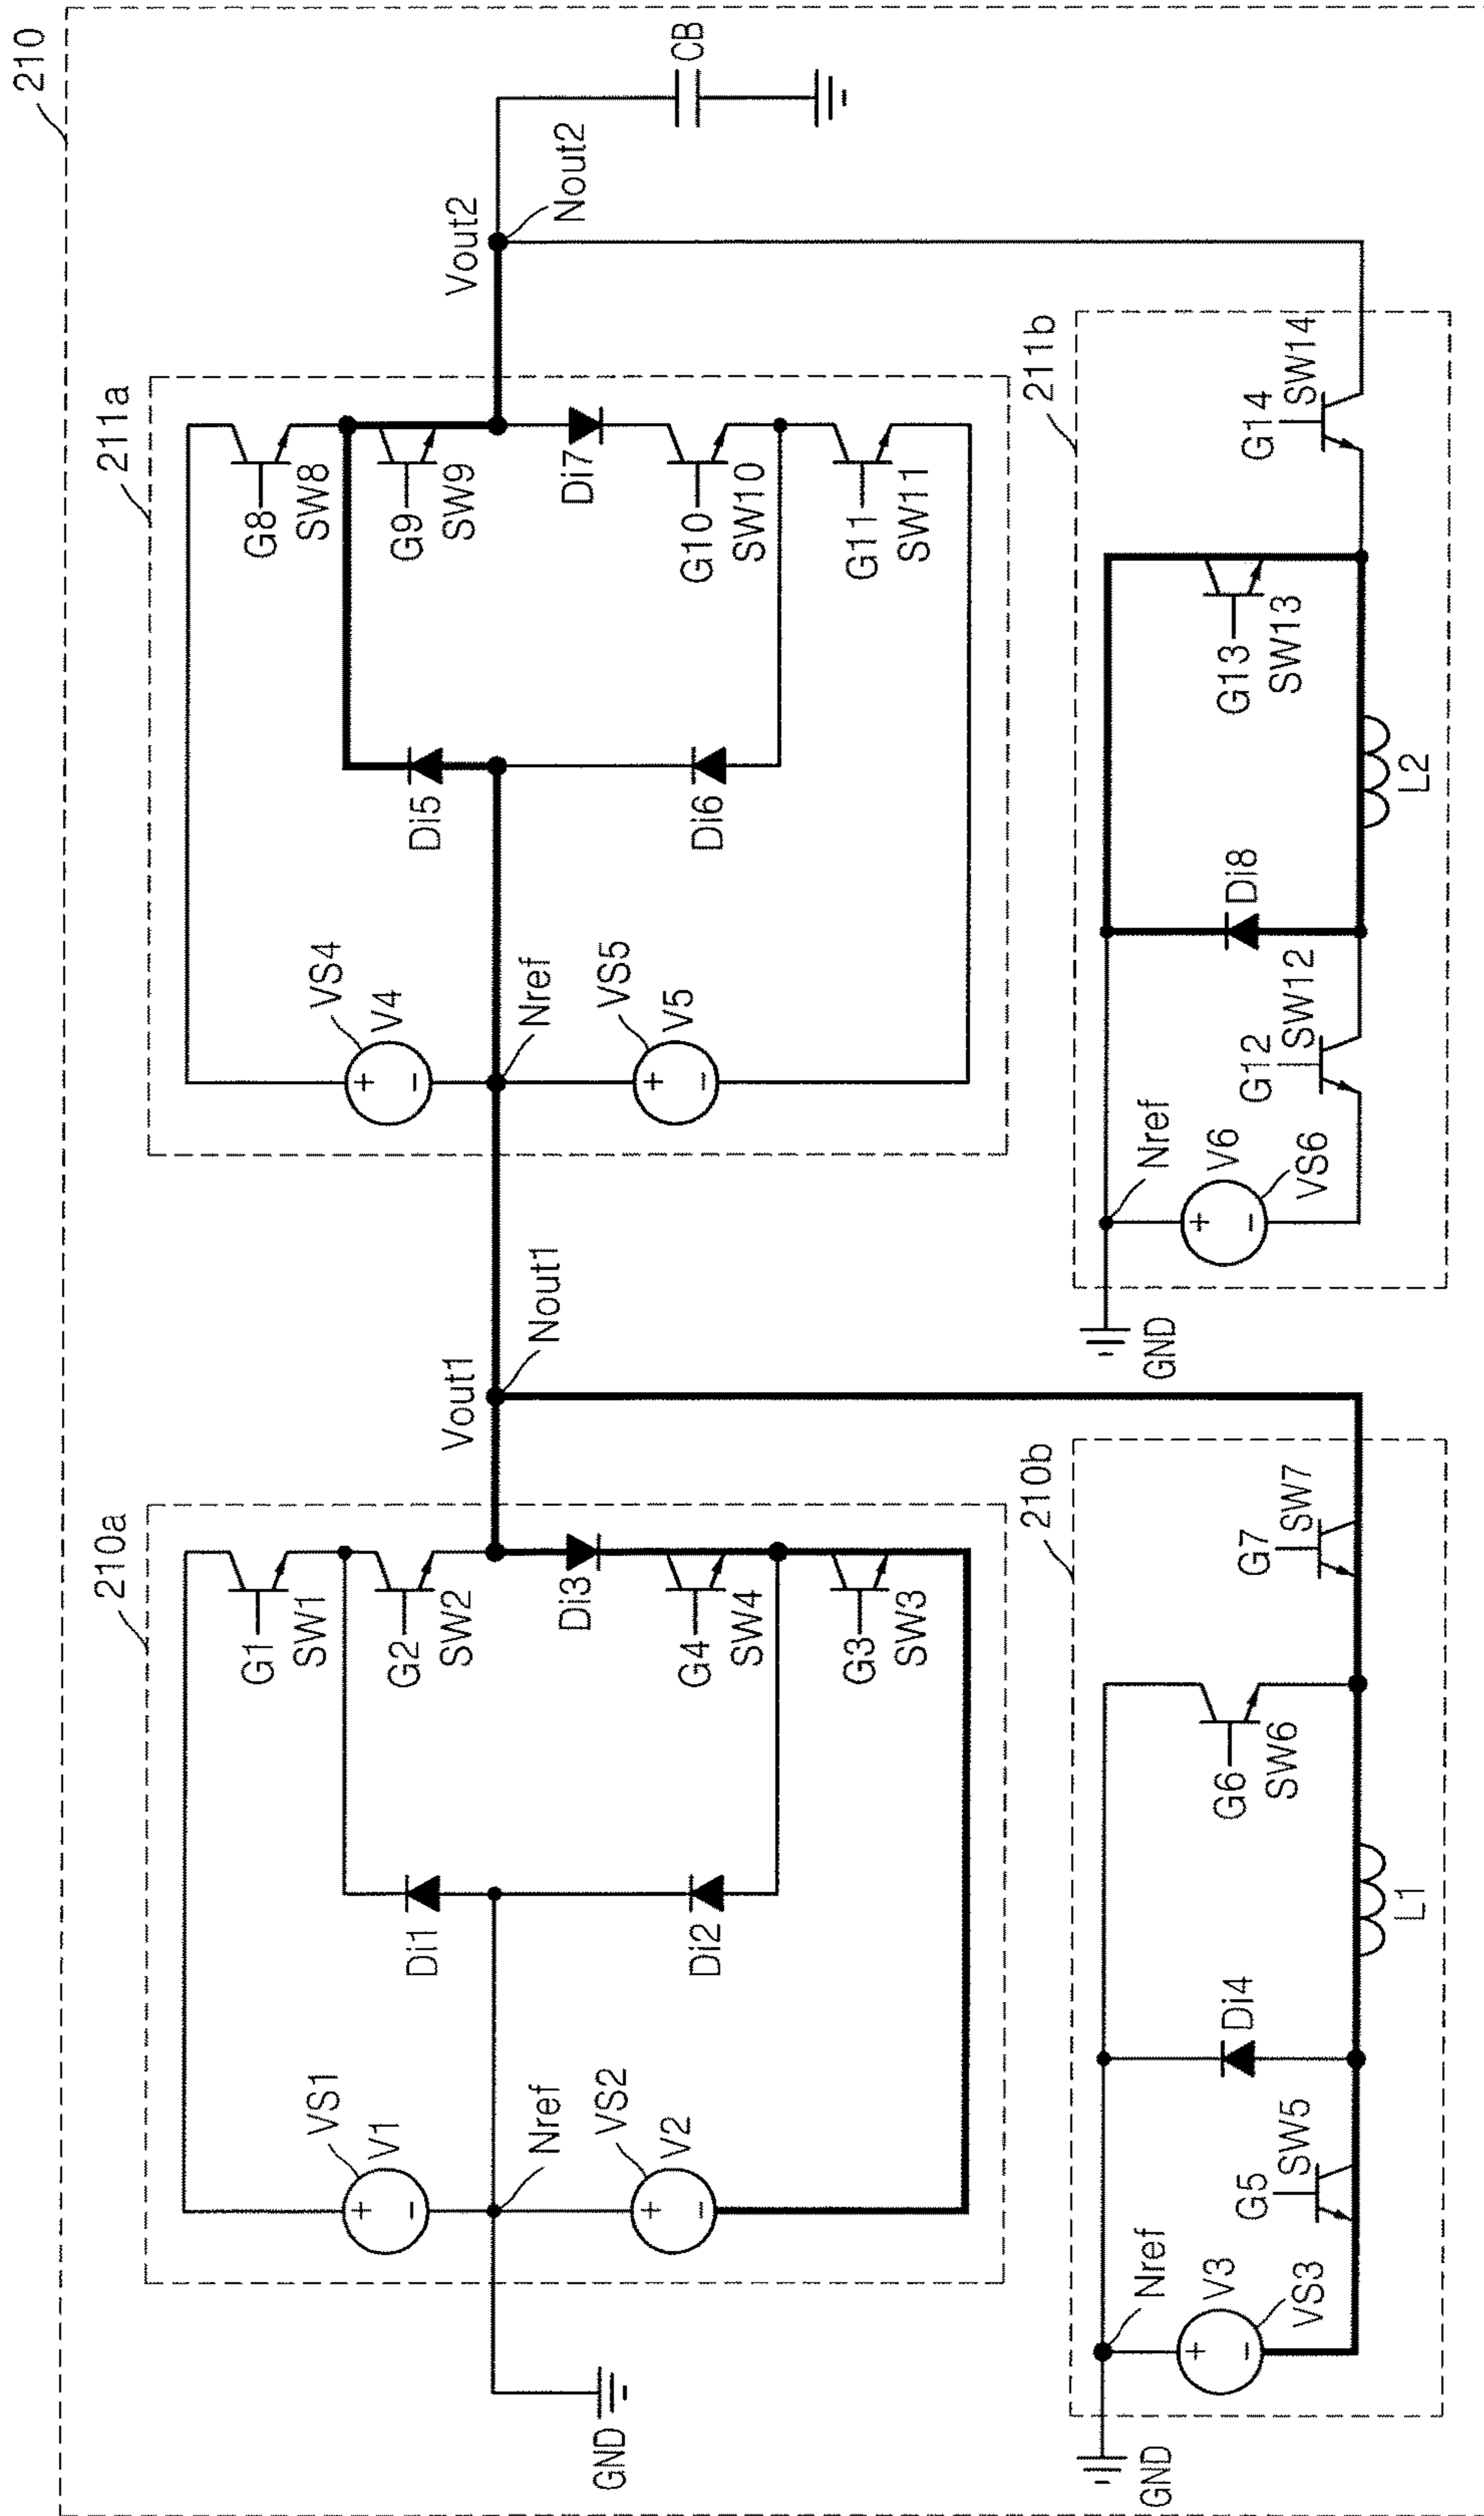 210
210a
VS1
V1
G1
SW1
G2
SW2
Di1
Nref
VS2
V2
Di2
Di3
G4
SW4
G3
SW3
GND
Vout1
Nout1
211a
VS4
V4
G8
SW8
G9
SW9
Di5
Nref
VS5
V5
Di6
Di7
G10
SW10
G11
SW11
Vout2
Nout2
CB
210b
Nref
V3
VS3
G5
SW5
Di4
L1
G6
SW6
G7
SW7
GND
211b
Nref
V6
VS6
G12
SW12
Di8
L2
G13
SW13
G14
SW14
GND